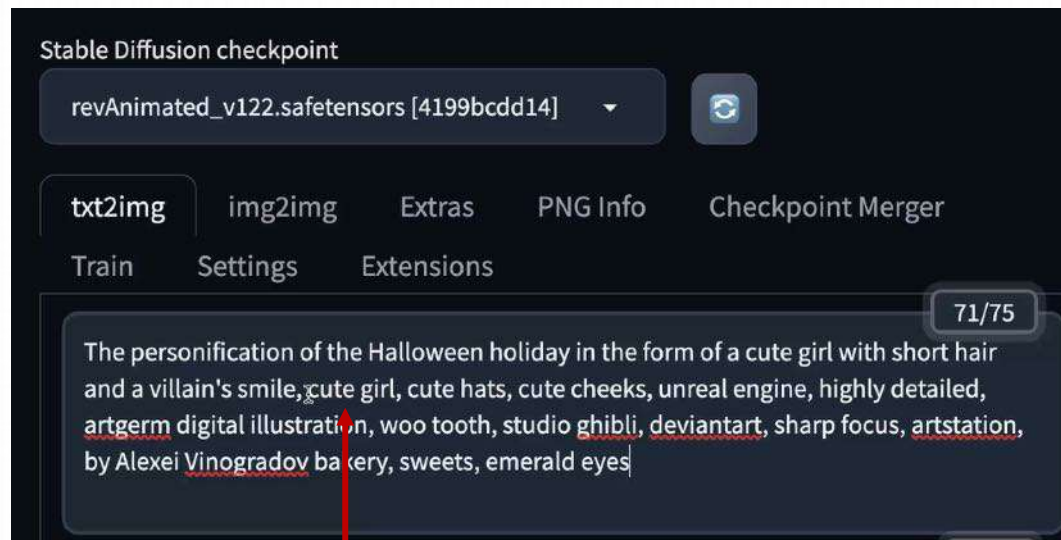 Stable Diffusion checkpoint
revAnimated_v122.safetensors [4199bcdd14]
txt2img img2img Extras PNG Info Checkpoint Merger
Train Settings Extensions
71/75
The personification of the Halloween holiday in the form of a cute girl with short hair
and a villain's smile, cute girl, cute hats, cute cheeks, unreal engine, highly detailed,
artgerm digital illustration, woo tooth, studio ghibli, deviantart, sharp focus, artstation,
by Alexei Vinogradov bakery, sweets, emerald eyes